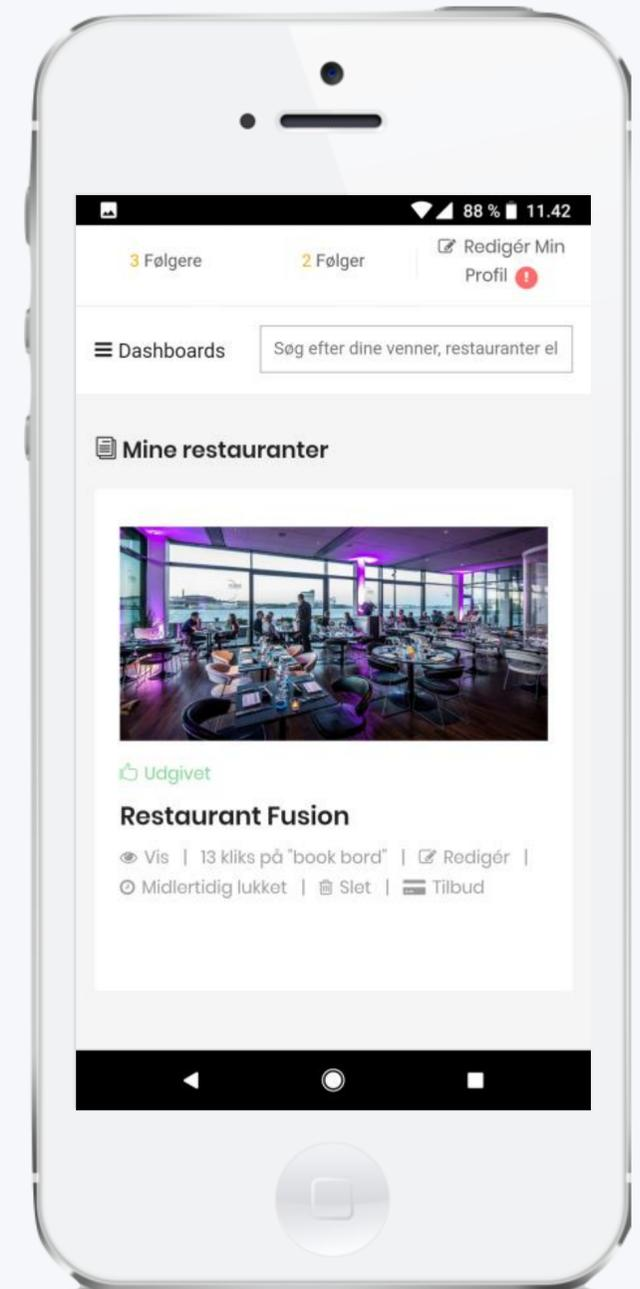 88 % 11.42
3 Følgere
2 Følger
Redigér Min
Profil
Dashboards
Søg efter dine venner, restauranter el
Mine restauranter
Udgivet
Restaurant Fusion
Vis | 13 kliks på "book bord" | Redigér |
Midlertidig lukket | Slet | Tilbud